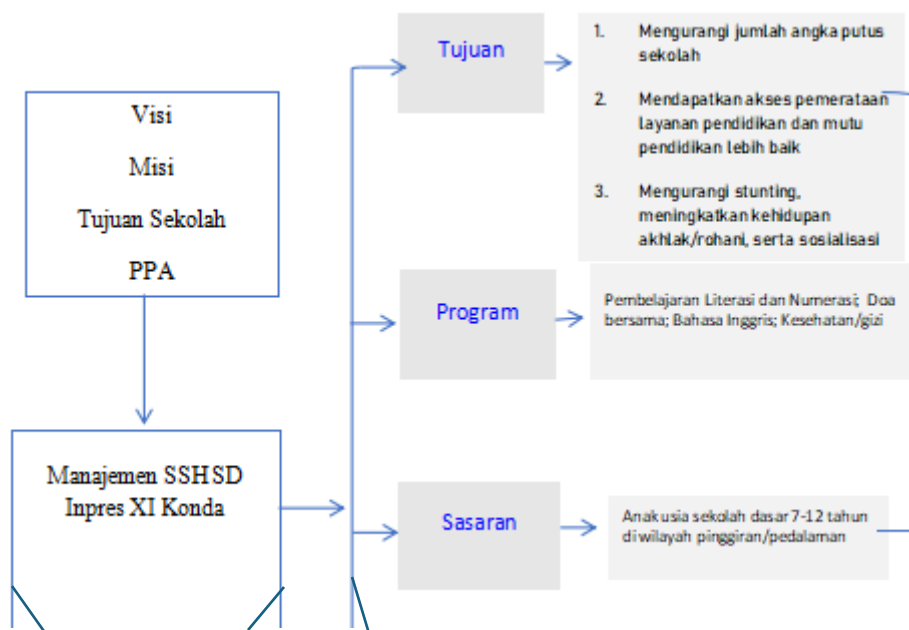 Visi
Misi
Tujuan Sekolah
PPA
Manajemen SSHSD
Inpres XI Konda
Tujuan
1. Mengurangi jumlah angka putus
sekolah
2. Mendapatkan akses pemerataan
layanan pendidikan dan mutu
pendidikan lebih baik
3. Mengurangi stunting,
meningkatkan kehidupan
akhlak/rohani, serta sosialisasi
Program
Pembelajaran Literasi dan Numerasi; Doa
bersama; Bahasa Inggris; Kesehatan/gizi
Sasaran
Anak usia sekolah dasar 7-12 tahun
di wilayah pinggiran/pedalaman